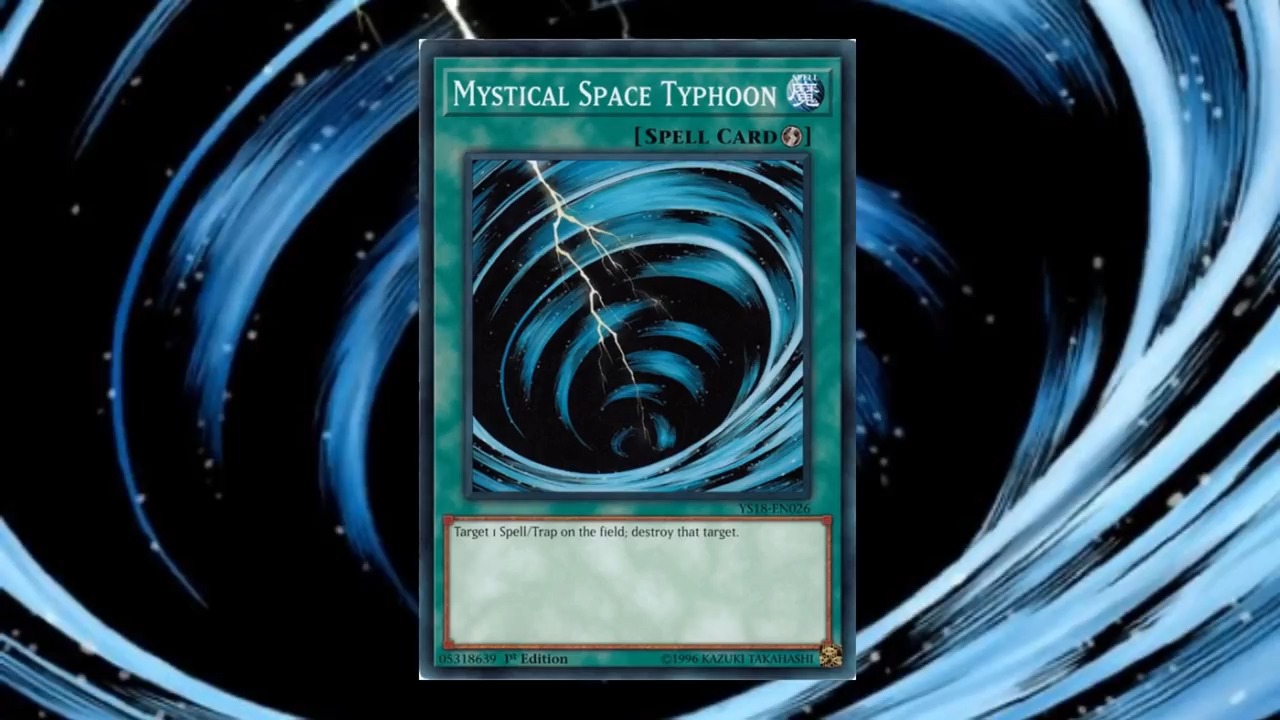 MYSTICAL SPACE TYPHOON
SPELL
魔
[SPELL CARD]
YS18-EN026
Target 1 Spell/Trap on the field; destroy that target.
05318639 1st Edition ©1996 KAZUKI TAKAHASHI